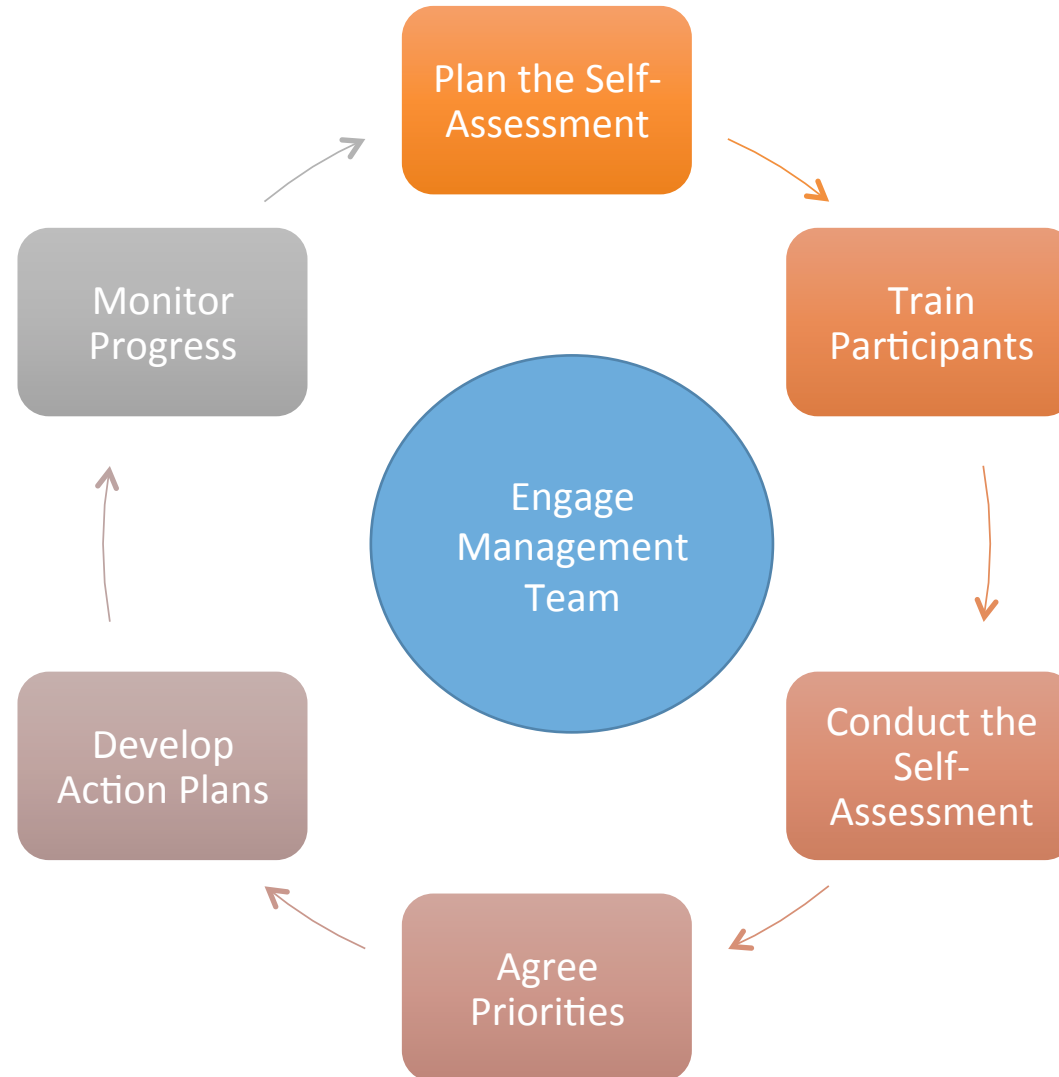 Plan the Self-
Assessment
Train
Participants
Conduct the
Self-
Assessment
Agree
Priorities
Develop
Action Plans
Monitor
Progress
Engage
Management
Team